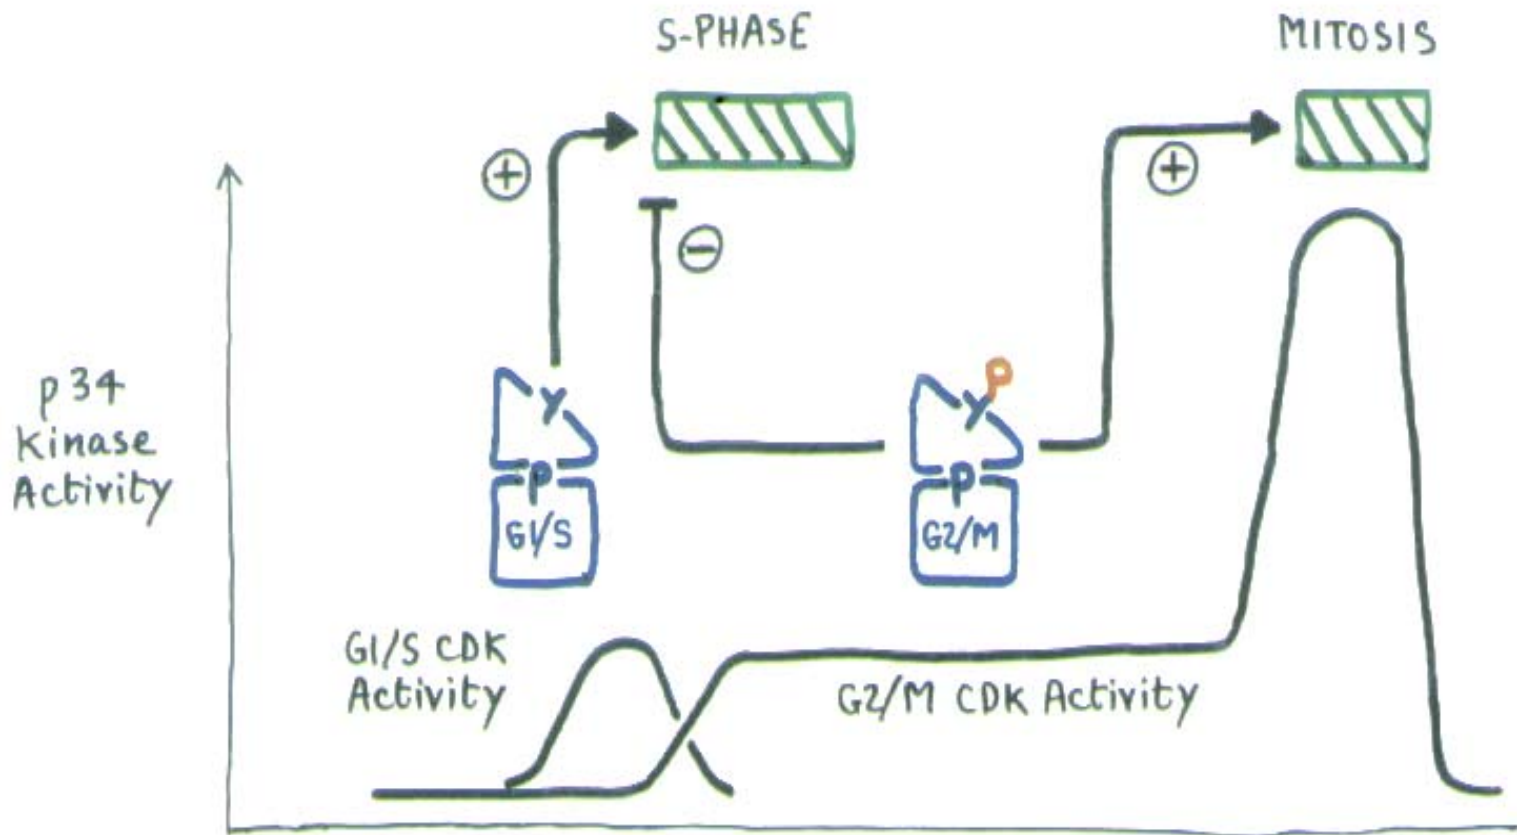 S-PHASE
MITOSIS
+
+
−
p34
Kinase
Activity
Y
P
G1/S
Y
P
P
G2/M
G1/S CDK
Activity
G2/M CDK Activity